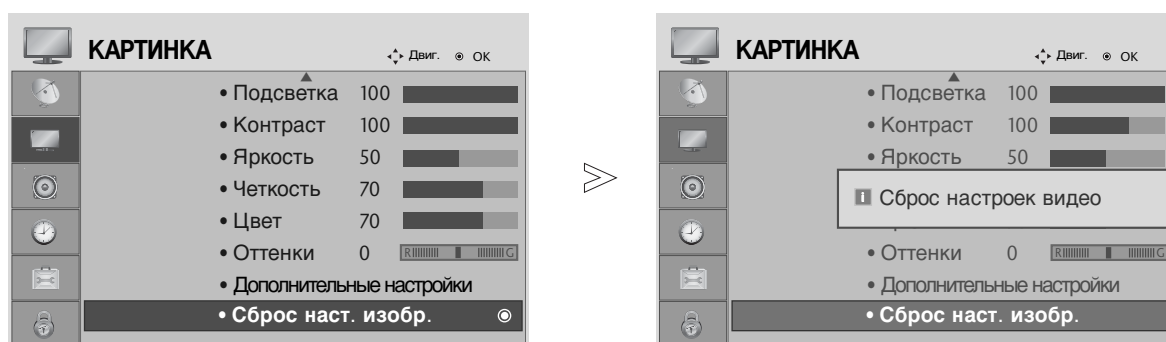 КАРТИНКА Двиг. OK
• Подсветка 100
• Контраст 100
• Яркость 50
• Четкость 70
• Цвет 70
• Оттенки 0 R G
• Дополнительные настройки
• Сброс наст. изобр.
КАРТИНКА Двиг. OK
• Подсветка 100
• Контраст 100
• Яркость 50
i Сброс настроек видео
• Оттенки 0 R G
• Дополнительные настройки
• Сброс наст. изобр.